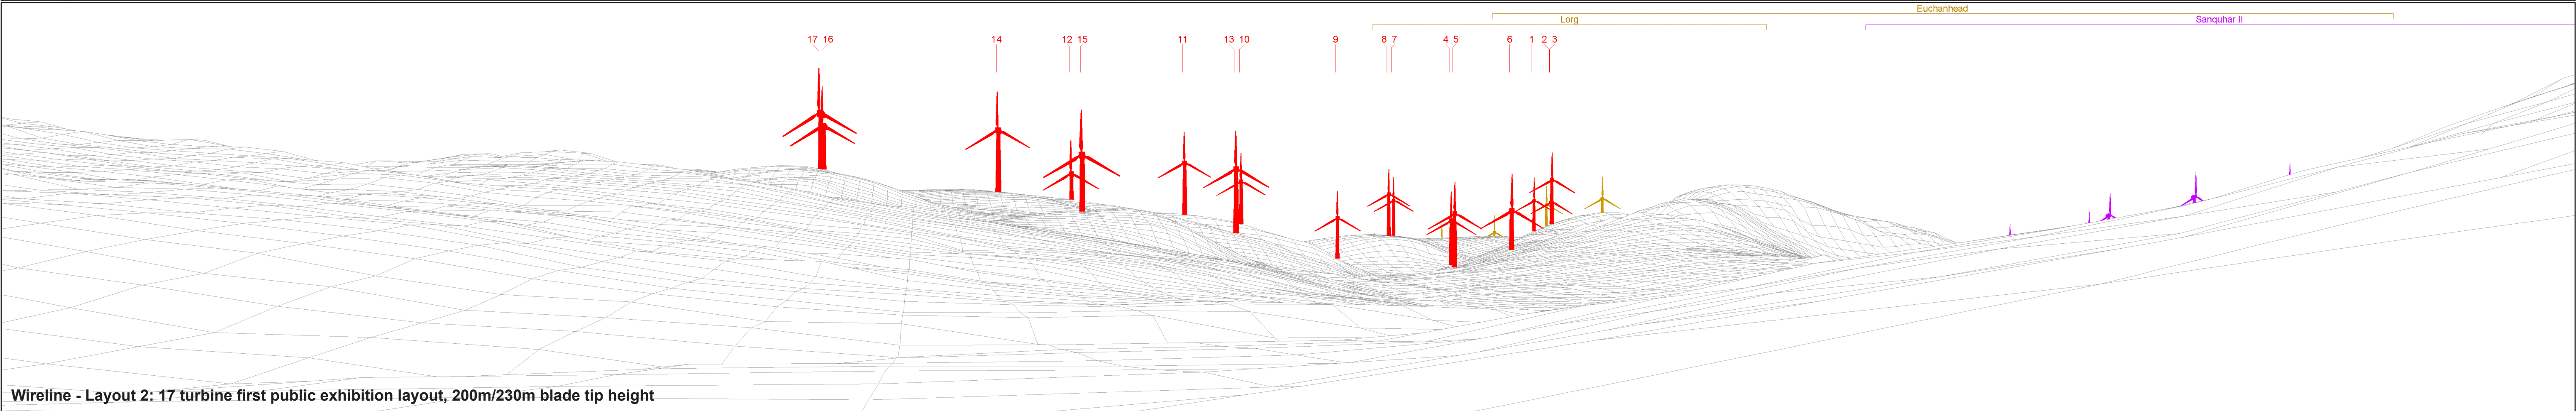 Euchanhead
Lorg
Sanquhar II
17 16 14 12 15 11 13 10 9 8 7 4 5 6 1 2 3
Wireline - Layout 2: 17 turbine first public exhibition layout, 200m/230m blade tip height